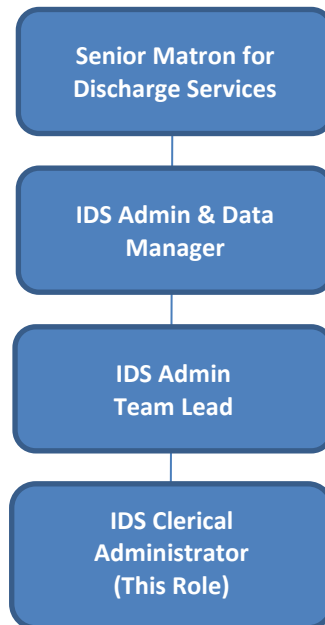 Senior Matron for
Discharge Services
IDS Admin & Data
Manager
IDS Admin
Team Lead
IDS Clerical
Administrator
(This Role)